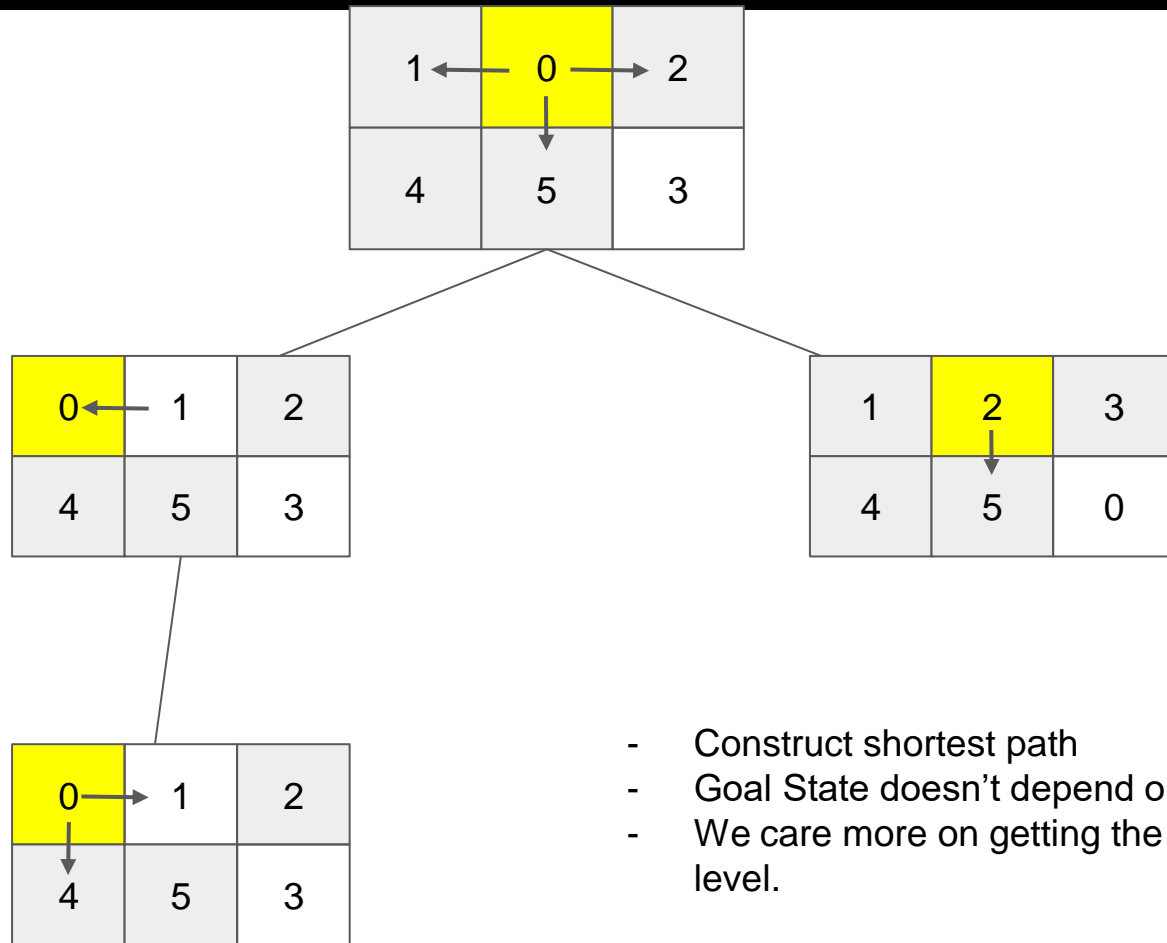 1 0 2
4 5 3
0 1 2
4 5 3
1 2 3
4 5 0
0 1 2
4 5 3
- Construct shortest path
- Goal State doesn’t depend
- We care more on getting the
level.